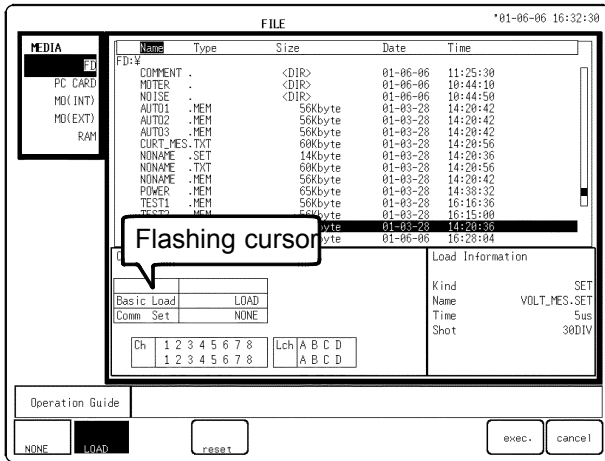 FILE
'01-06-06 16:32:30
MEDIA
FD
PC CARD
MO(INT)
MO(EXT)
RAM
Name Type Size Date Time
FD:¥
COMMENT . <DIR> 01-06-06 11:25:30
MOTER . <DIR> 01-06-06 10:44:10
NOISE . <DIR> 01-06-06 10:44:50
AUTO1 .MEM 56Kbyte 01-03-28 14:20:42
AUTO2 .MEM 56Kbyte 01-03-28 14:20:42
AUTO3 .MEM 56Kbyte 01-03-28 14:20:42
CURT_MES.TXT 60Kbyte 01-03-28 14:20:56
NONAME .SET 14Kbyte 01-03-28 14:20:36
NONAME .TXT 60Kbyte 01-03-28 14:20:56
NONAME .MEM 56Kbyte 01-03-28 14:20:42
POWER .MEM 65Kbyte 01-03-28 14:38:32
TEST1 .MEM 56Kbyte 01-03-28 16:16:36
TEST2 .MEM 56Kbyte 01-03-28 16:15:00
byte 01-03-28 14:20:36
byte 01-06-06 16:28:04
Flashing cursor
Basic Load LOAD
Comm Set NONE
Ch 1 2 3 4 5 6 7 8 Lch A B C D
1 2 3 4 5 6 7 8 A B C D
Load Information
Kind SET
Name VOLT_MES.SET
Time 5us
Shot 30DIV
Operation Guide
NONE LOAD reset exec. cancel